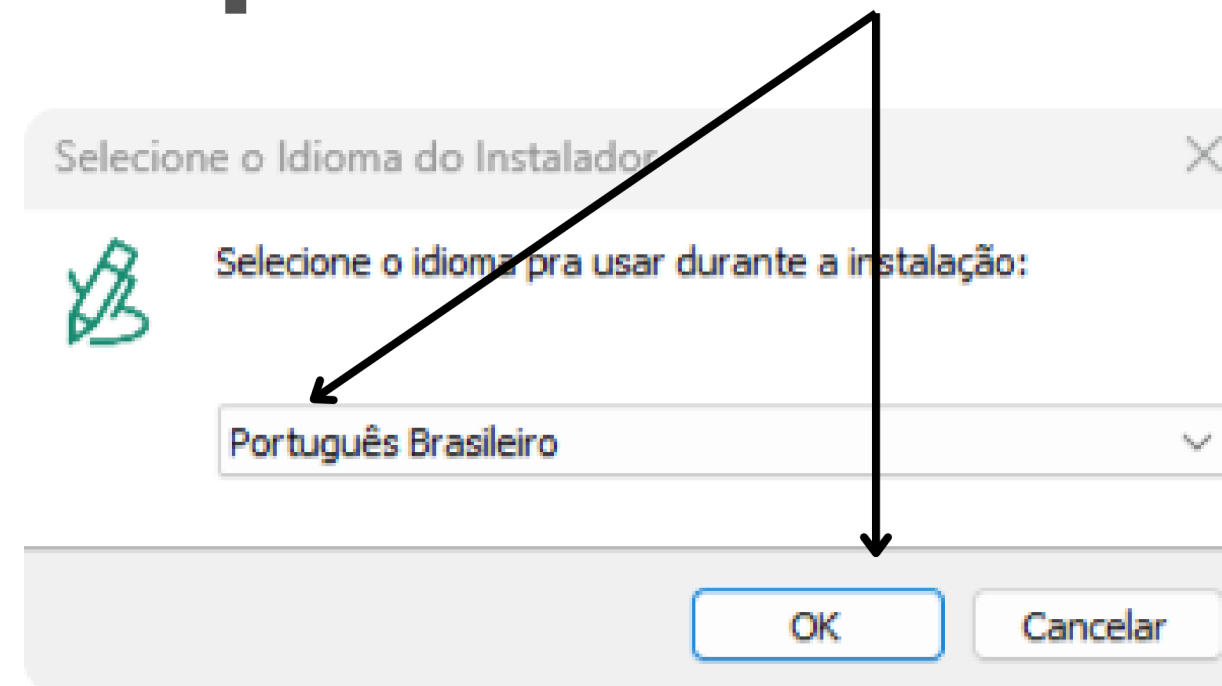 Selecione o Idioma do Instalador
Selecione o idioma pra usar durante a instalação:
Português Brasileiro
OK
Cancelar